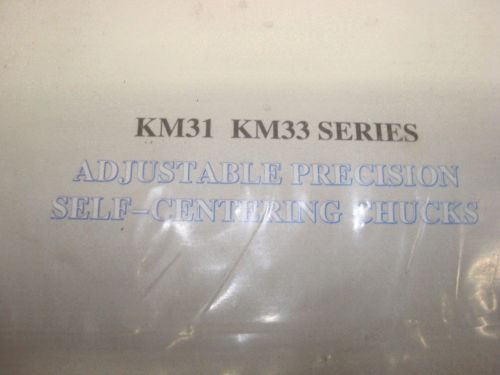 KM31 KM33 SERIES
ADJUSTABLE PRECISION
SELF-CENTERING CHUCKS